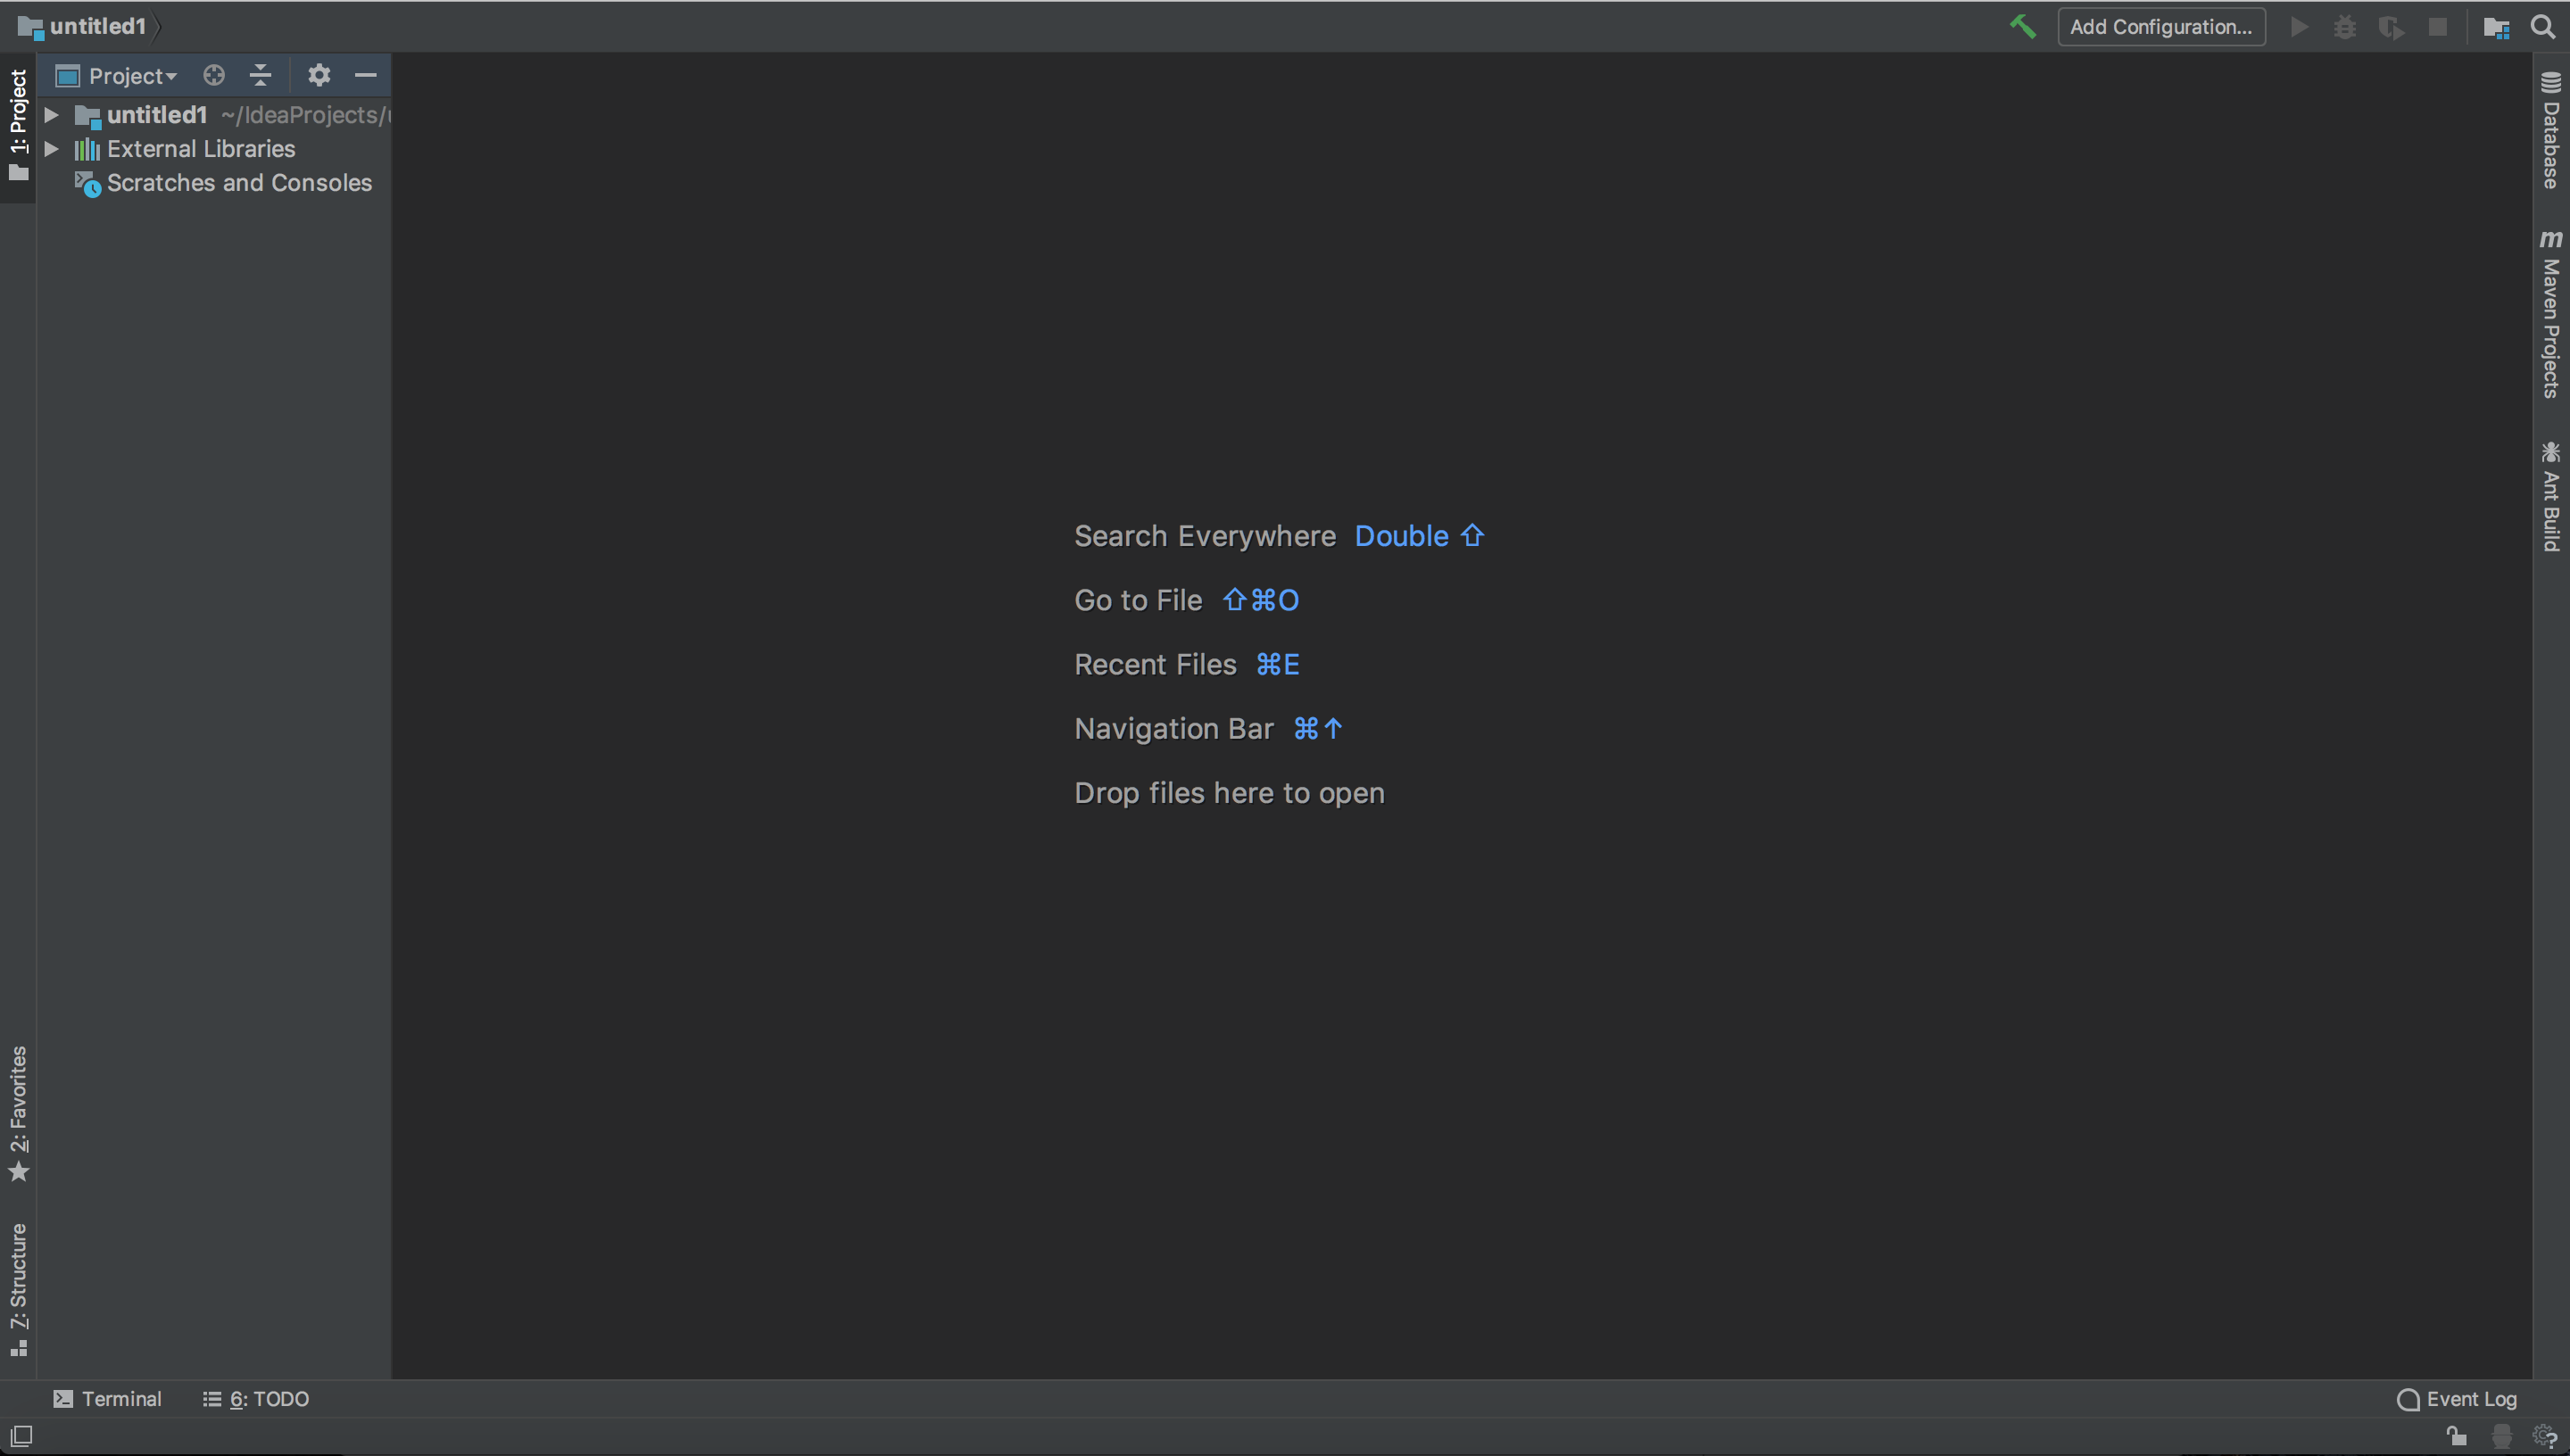 untitled1
Add Configuration...
1: Project
Project
untitled1 ~/IdeaProjects/
External Libraries
Scratches and Consoles
Database
Maven Projects
Ant Build
Search Everywhere Double ⇧
Go to File ⇧⌘O
Recent Files ⌘E
Navigation Bar ⌘↑
Drop files here to open
2: Favorites
7: Structure
Terminal
6: TODO
Event Log